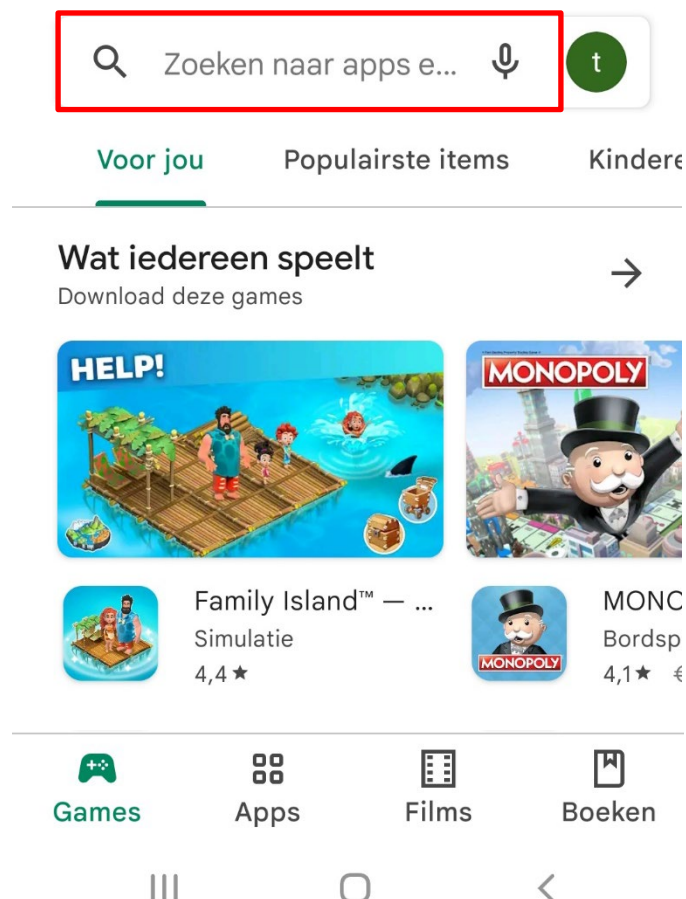 Zoeken naar apps e...
t
Voor jou Populairste items Kindere
Wat iedereen speelt
Download deze games
HELP!
MONOPOLY
Family Island™ — ...
Simulatie
4,4★
MONOPOLY
MONO
Bordsp
4,1★ €
Games Apps Films Boeken